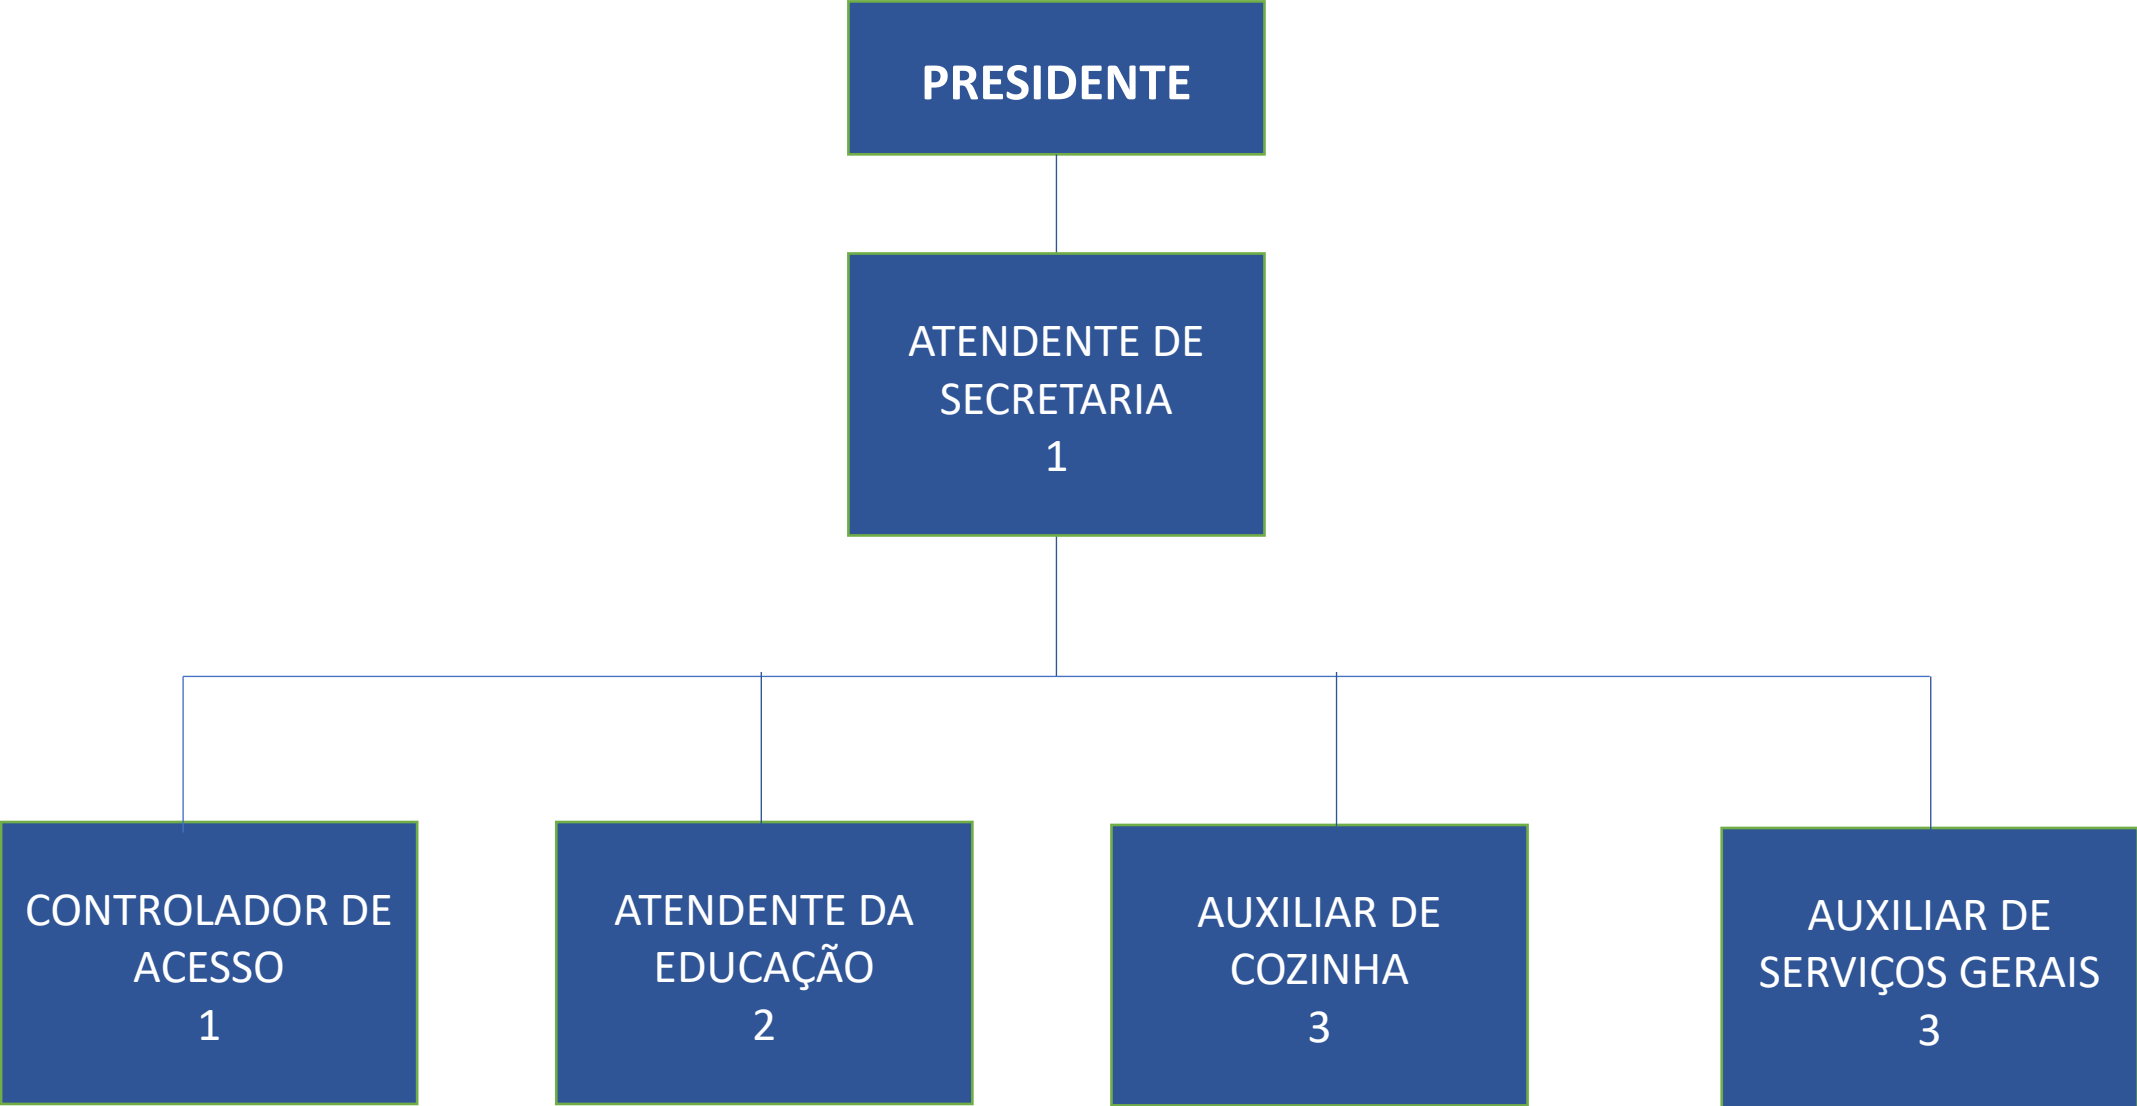 PRESIDENTE
ATENDENTE DE
SECRETARIA
1
CONTROLADOR DE
ACESSO
1
ATENDENTE DA
EDUCAÇÃO
2
AUXILIAR DE
COZINHA
3
AUXILIAR DE
SERVIÇOS GERAIS
3